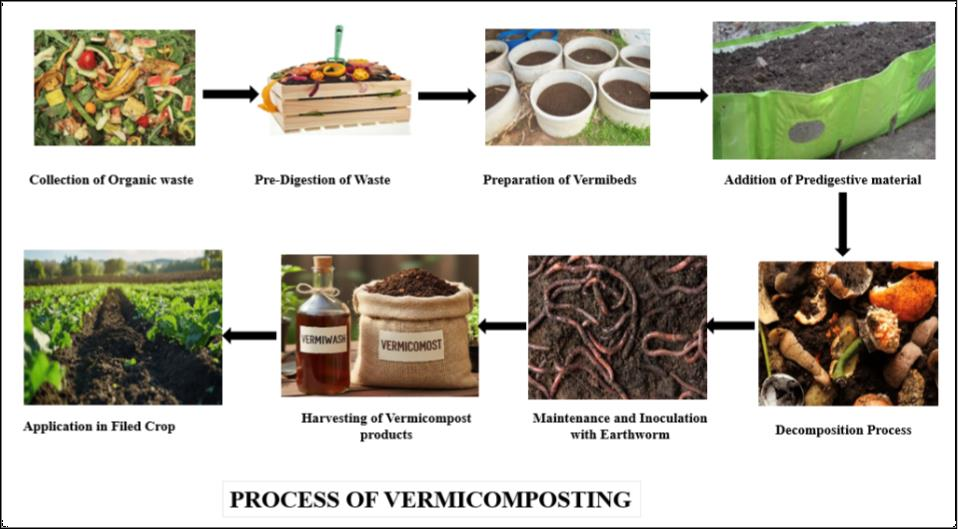 Collection of Organic waste
Pre-Digestion of Waste
Preparation of Vermibeds
Addition of Predigestive material
Application in Filed Crop
VERMIWASH
VERMICOMOST
Harvesting of Vermicompost
products
Maintenance and Inoculation
with Earthworm
Decomposition Process
PROCESS OF VERMICOMPOSTING